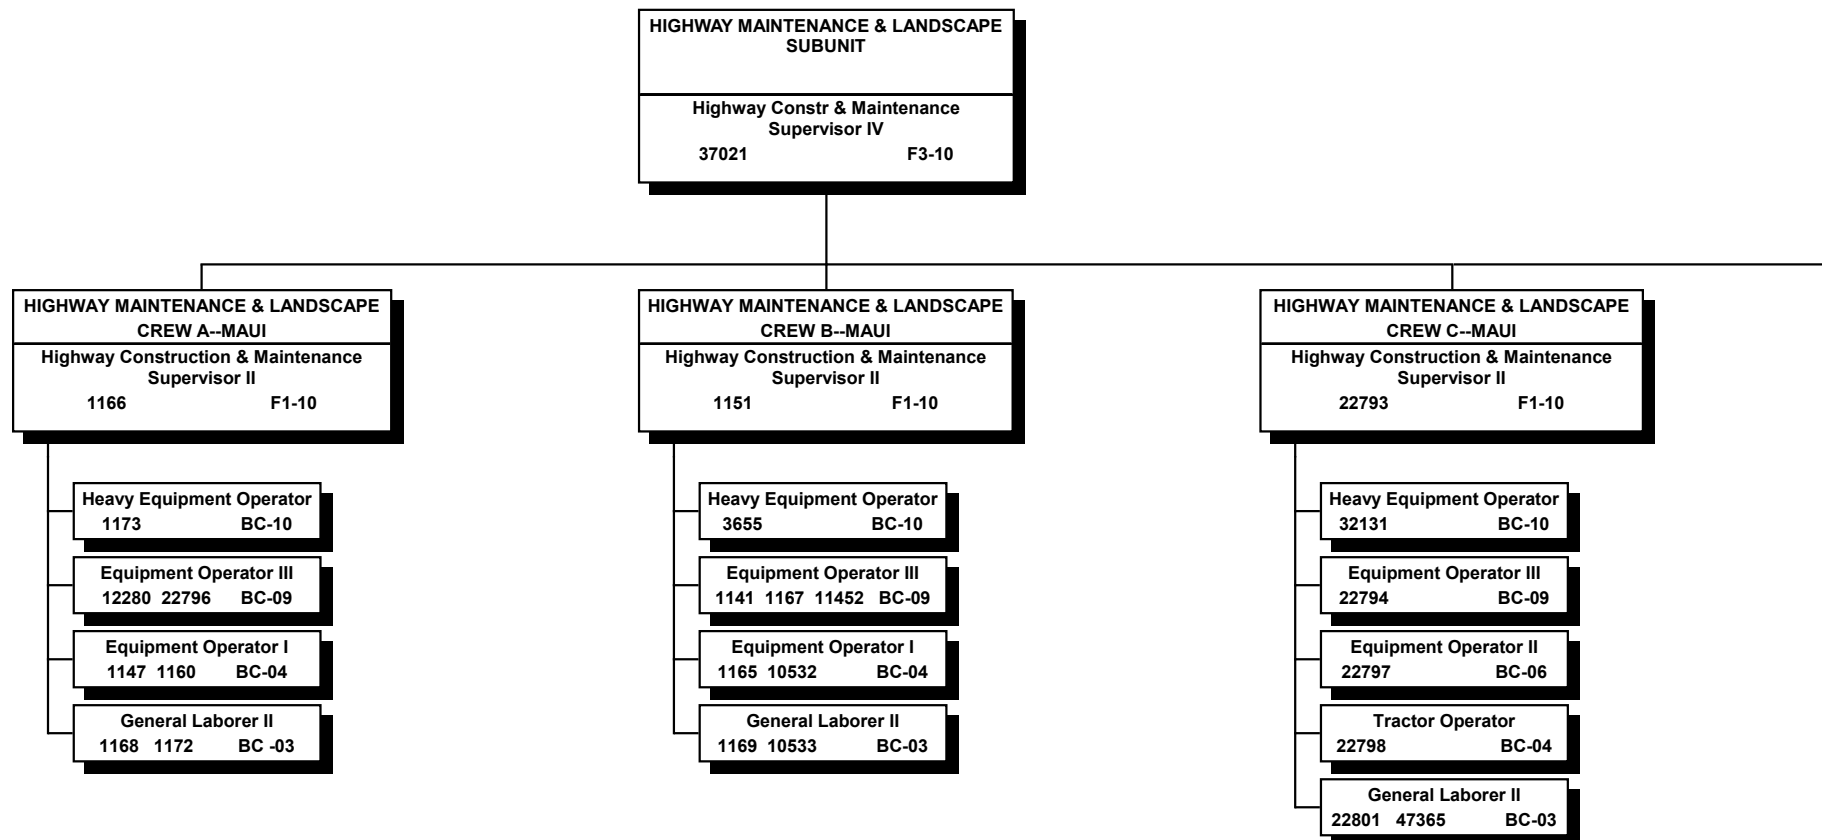 HIGHWAY MAINTENANCE & LANDSCAPE
SUBUNIT
Highway Constr & Maintenance
Supervisor IV
37021 F3-10
HIGHWAY MAINTENANCE & LANDSCAPE
CREW A--MAUI
Highway Construction & Maintenance
Supervisor II
1166 F1-10
Heavy Equipment Operator
1173 BC-10
Equipment Operator III
12280 22796 BC-09
Equipment Operator I
1147 1160 BC-04
General Laborer II
1168 1172 BC -03
HIGHWAY MAINTENANCE & LANDSCAPE
CREW B--MAUI
Highway Construction & Maintenance
Supervisor II
1151 F1-10
Heavy Equipment Operator
3655 BC-10
Equipment Operator III
1141 1167 11452 BC-09
Equipment Operator I
1165 10532 BC-04
General Laborer II
1169 10533 BC-03
HIGHWAY MAINTENANCE & LANDSCAPE
CREW C--MAUI
Highway Construction & Maintenance
Supervisor II
22793 F1-10
Heavy Equipment Operator
32131 BC-10
Equipment Operator III
22794 BC-09
Equipment Operator II
22797 BC-06
Tractor Operator
22798 BC-04
General Laborer II
22801 47365 BC-03